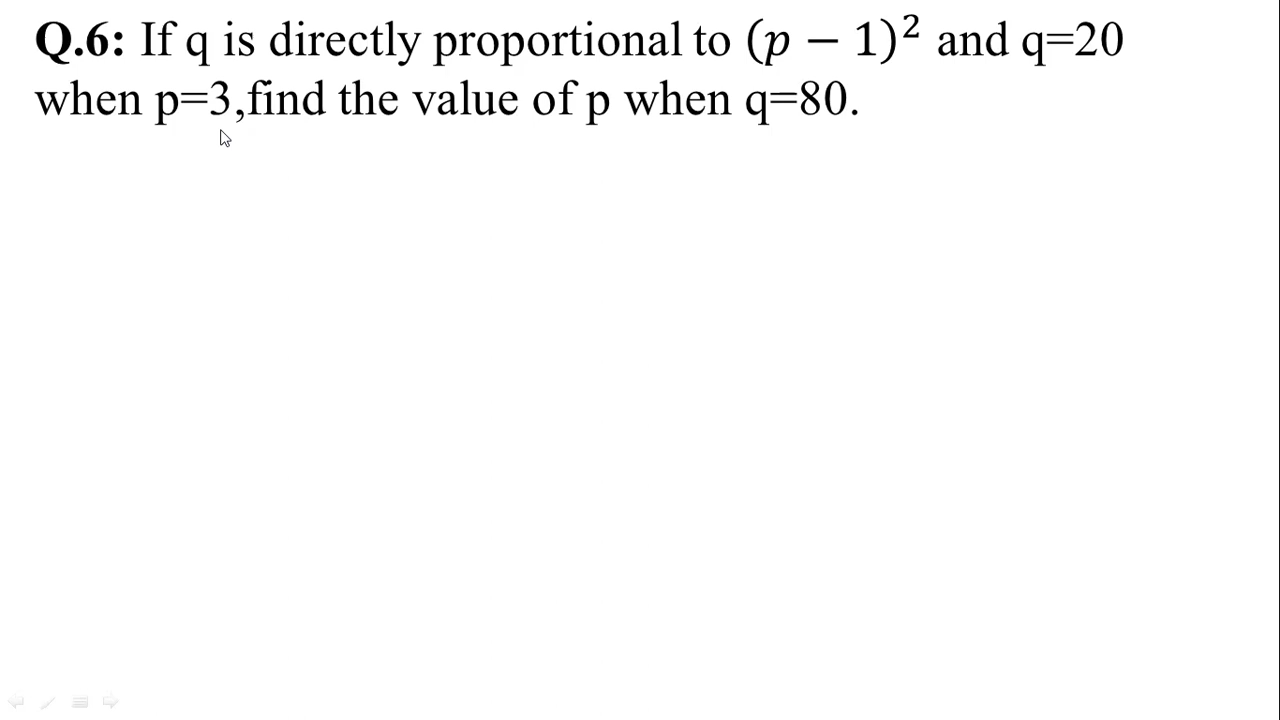 Q.6: If q is directly proportional to (p − 1)² and q=20
when p=3,find the value of p when q=80.